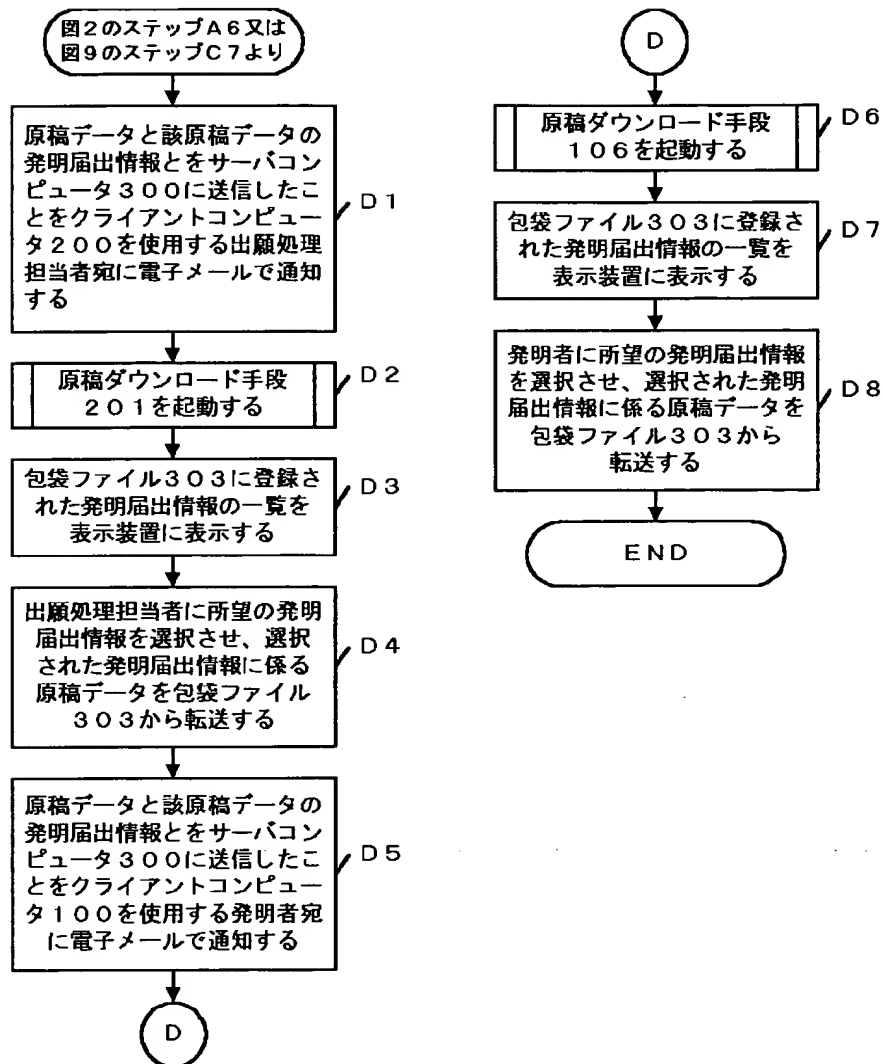 図2のステップA6又は
図9のステップC7より
原稿データと該原稿データの
発明届出情報とをサーバコン
ピュータ300に送信したこ
とをクライアントコンピュー
タ200を使用する出願処理
担当者宛に電子メールで通知
する
D1
原稿ダウンロード手段
201を起動する
D2
包袋ファイル303に登録さ
れた発明届出情報の一覧を
表示装置に表示する
D3
出願処理担当者に所望の発明
届出情報を選択させ、選択
された発明届出情報に係る
原稿データを包袋ファイル
303から転送する
D4
原稿データと該原稿データの
発明届出情報とをサーバコン
ピュータ300に送信したこ
とをクライアントコンピュー
タ100を使用する発明者宛
に電子メールで通知する
D5
D
D
原稿ダウンロード手段
106を起動する
D6
包袋ファイル303に登録さ
れた発明届出情報の一覧を
表示装置に表示する
D7
発明者に所望の発明届出情報
を選択させ、選択された発明
届出情報に係る原稿データを
包袋ファイル303から
転送する
D8
END